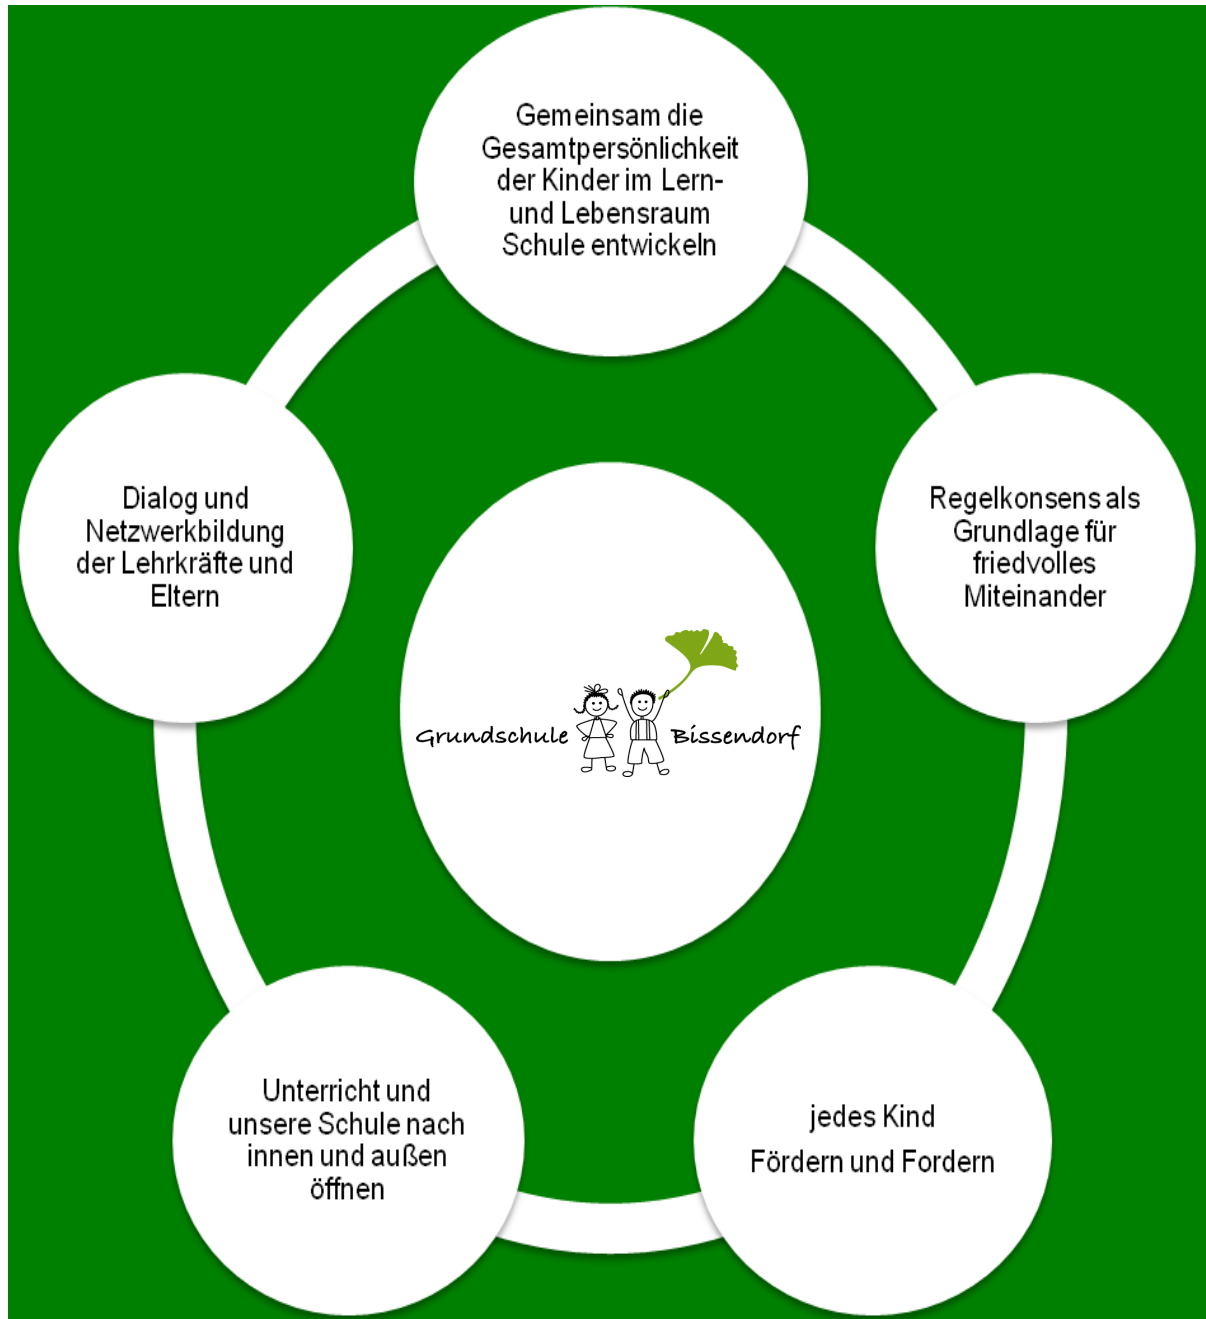 Gemeinsam die
Gesamtpersönlichkeit
der Kinder im Lern-
und Lebensraum
Schule entwickeln
Regelkonsens als
Grundlage für
friedvolles
Miteinander
jedes Kind
Fördern und Fordern
Unterricht und
unsere Schule nach
innen und außen
öffnen
Dialog und
Netzwerkbildung
der Lehrkräfte und
Eltern
Grundschule Bissendorf